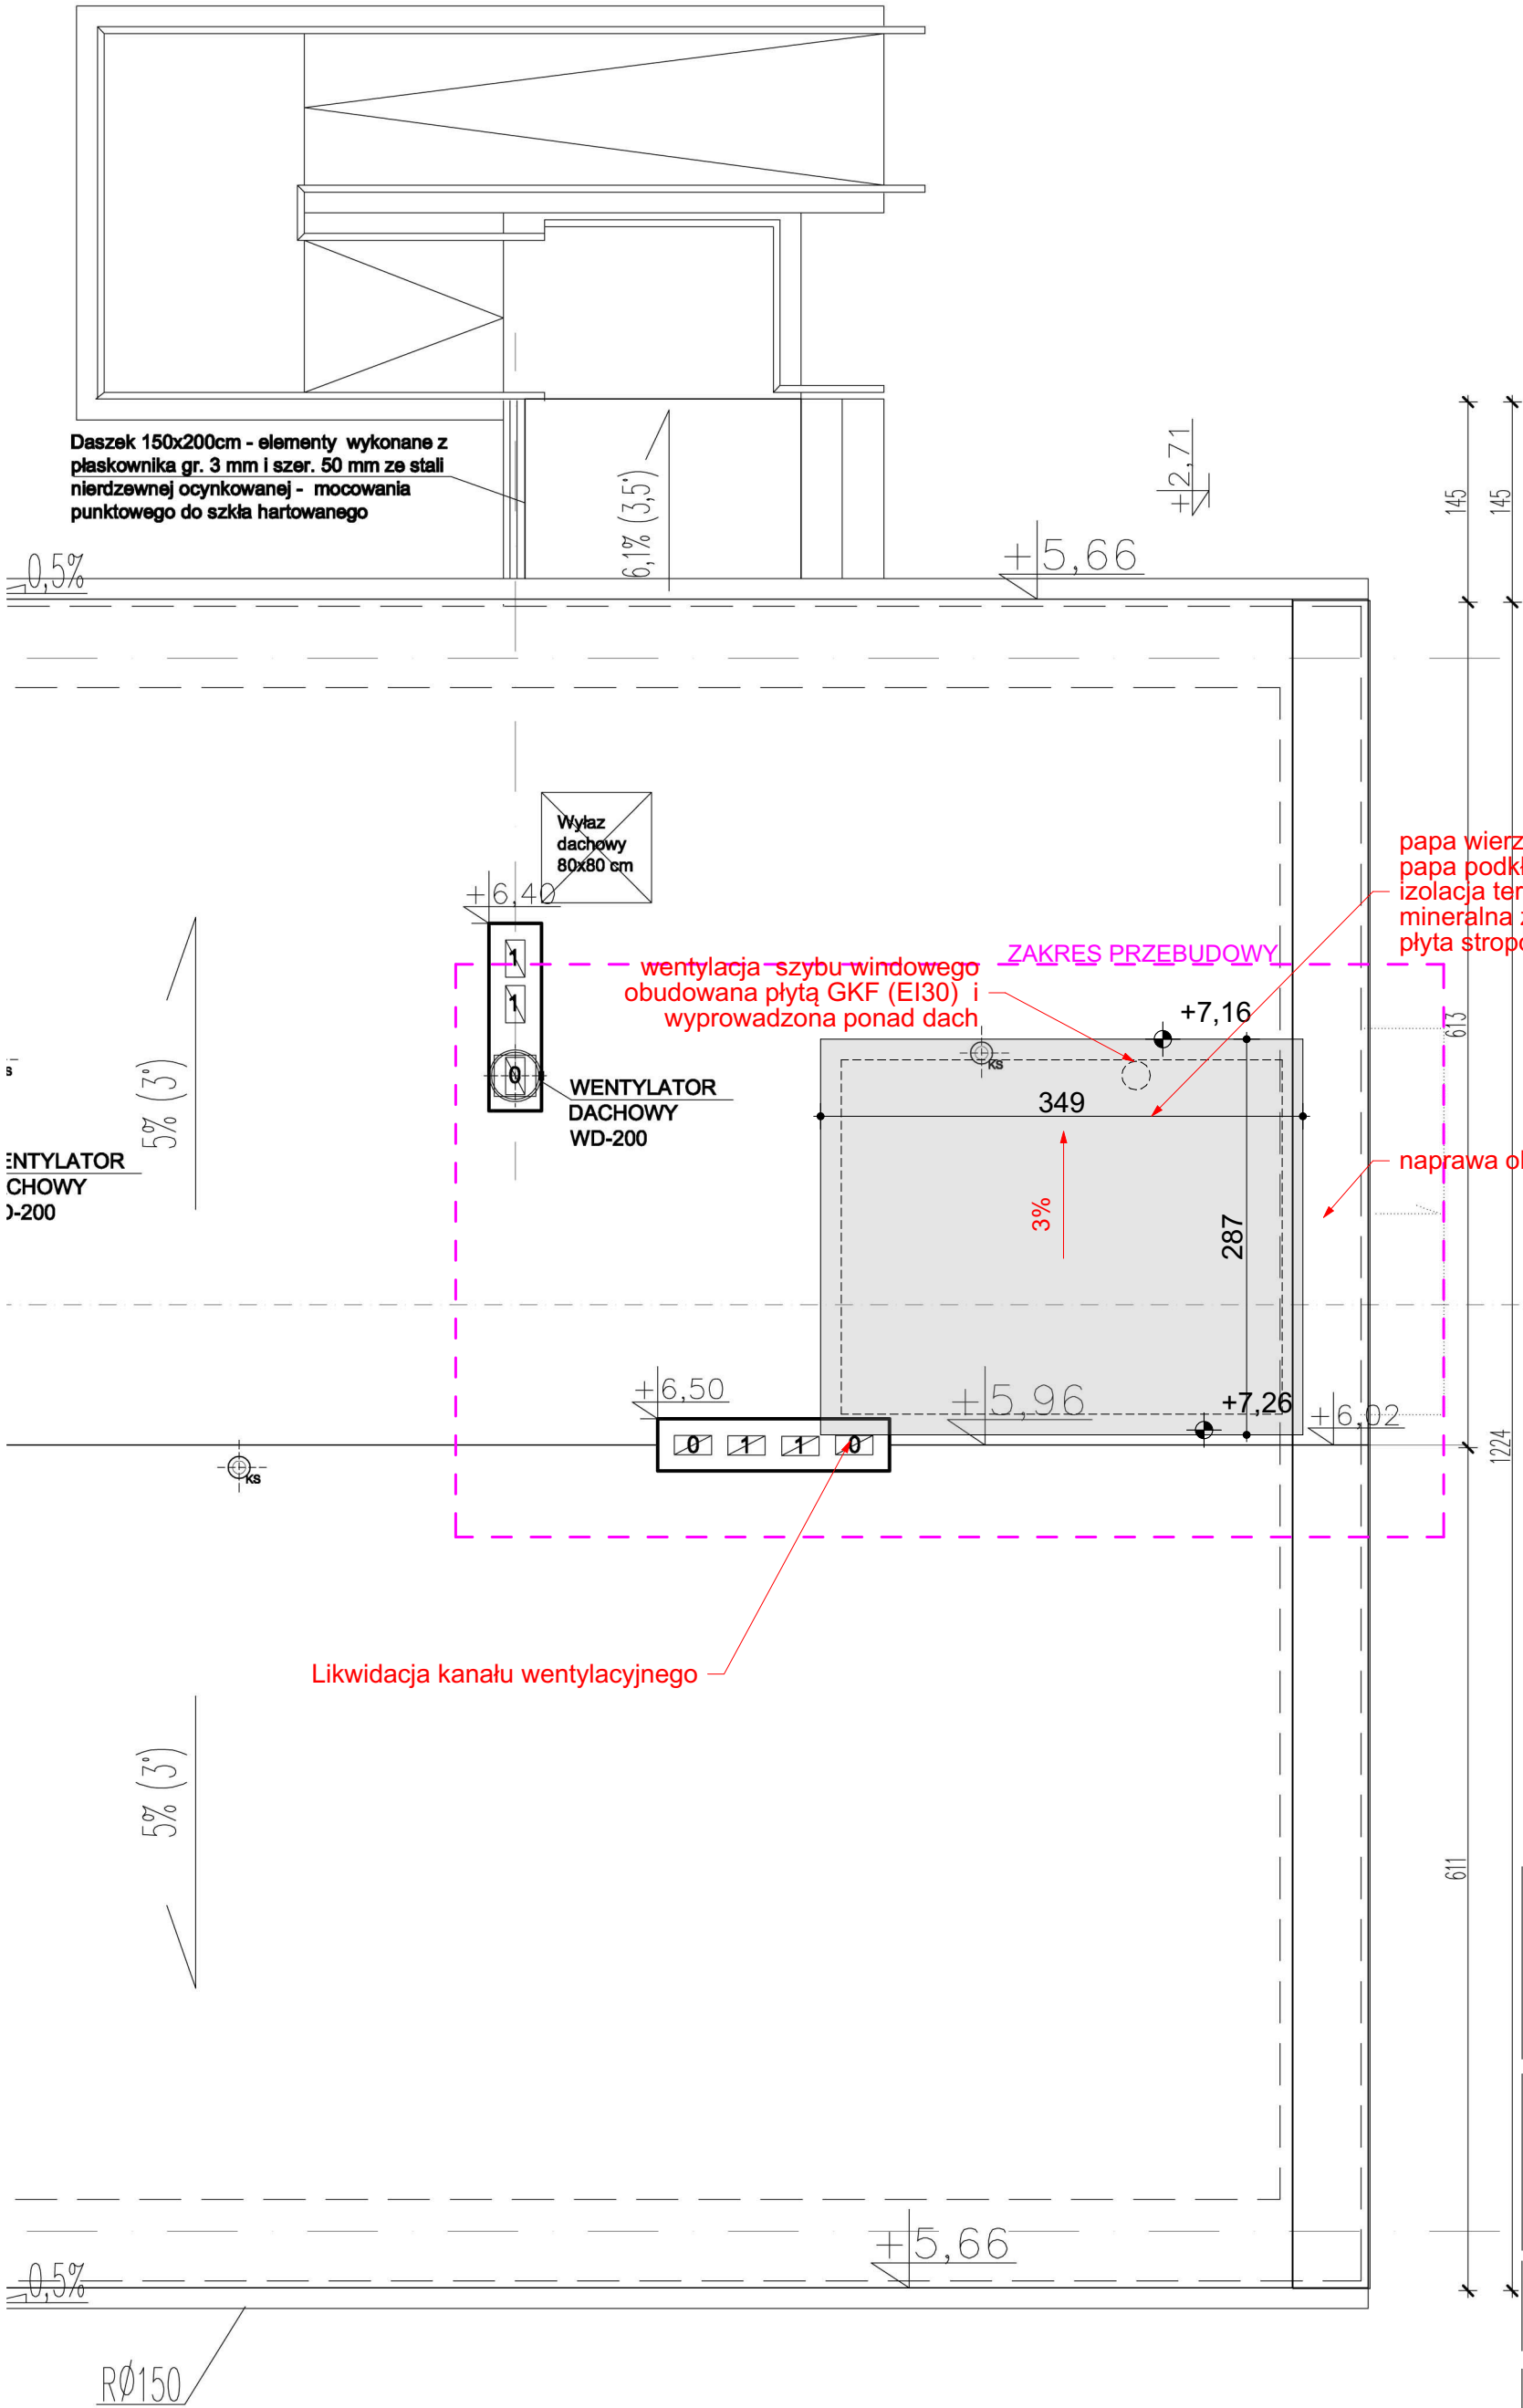 Daszek 150x200cm - elementy wykonane z
płaskownika gr. 3 mm i szer. 50 mm ze stali
nierdzewnej ocynkowanej - mocowania
punktowego do szkła hartowanego
6,1% (3,5°)
+2,71
145
145
0,5%
+5,66
Wyłaz
dachowy
80x80 cm
+6,40
1
1
0
papa wierz
papa podkł
izolacja ter
mineralna
płyta strop
ZAKRES PRZEBUDOWY
wentylacja szybu windowego
obudowana płytą GKF (EI30) i
wyprowadzona ponad dach
+7,16
613
KS
WENTYLATOR
DACHOWY
WD-200
349
5% (3°)
ENTYLATOR
CHOWY
D-200
naprawa
3%
287
+6,50
+5,96
+7,26
+6,02
0 1 1 0
KS
1224
Likwidacja kanału wentylacyjnego
5% (3°)
611
+5,66
0,5%
RØ150